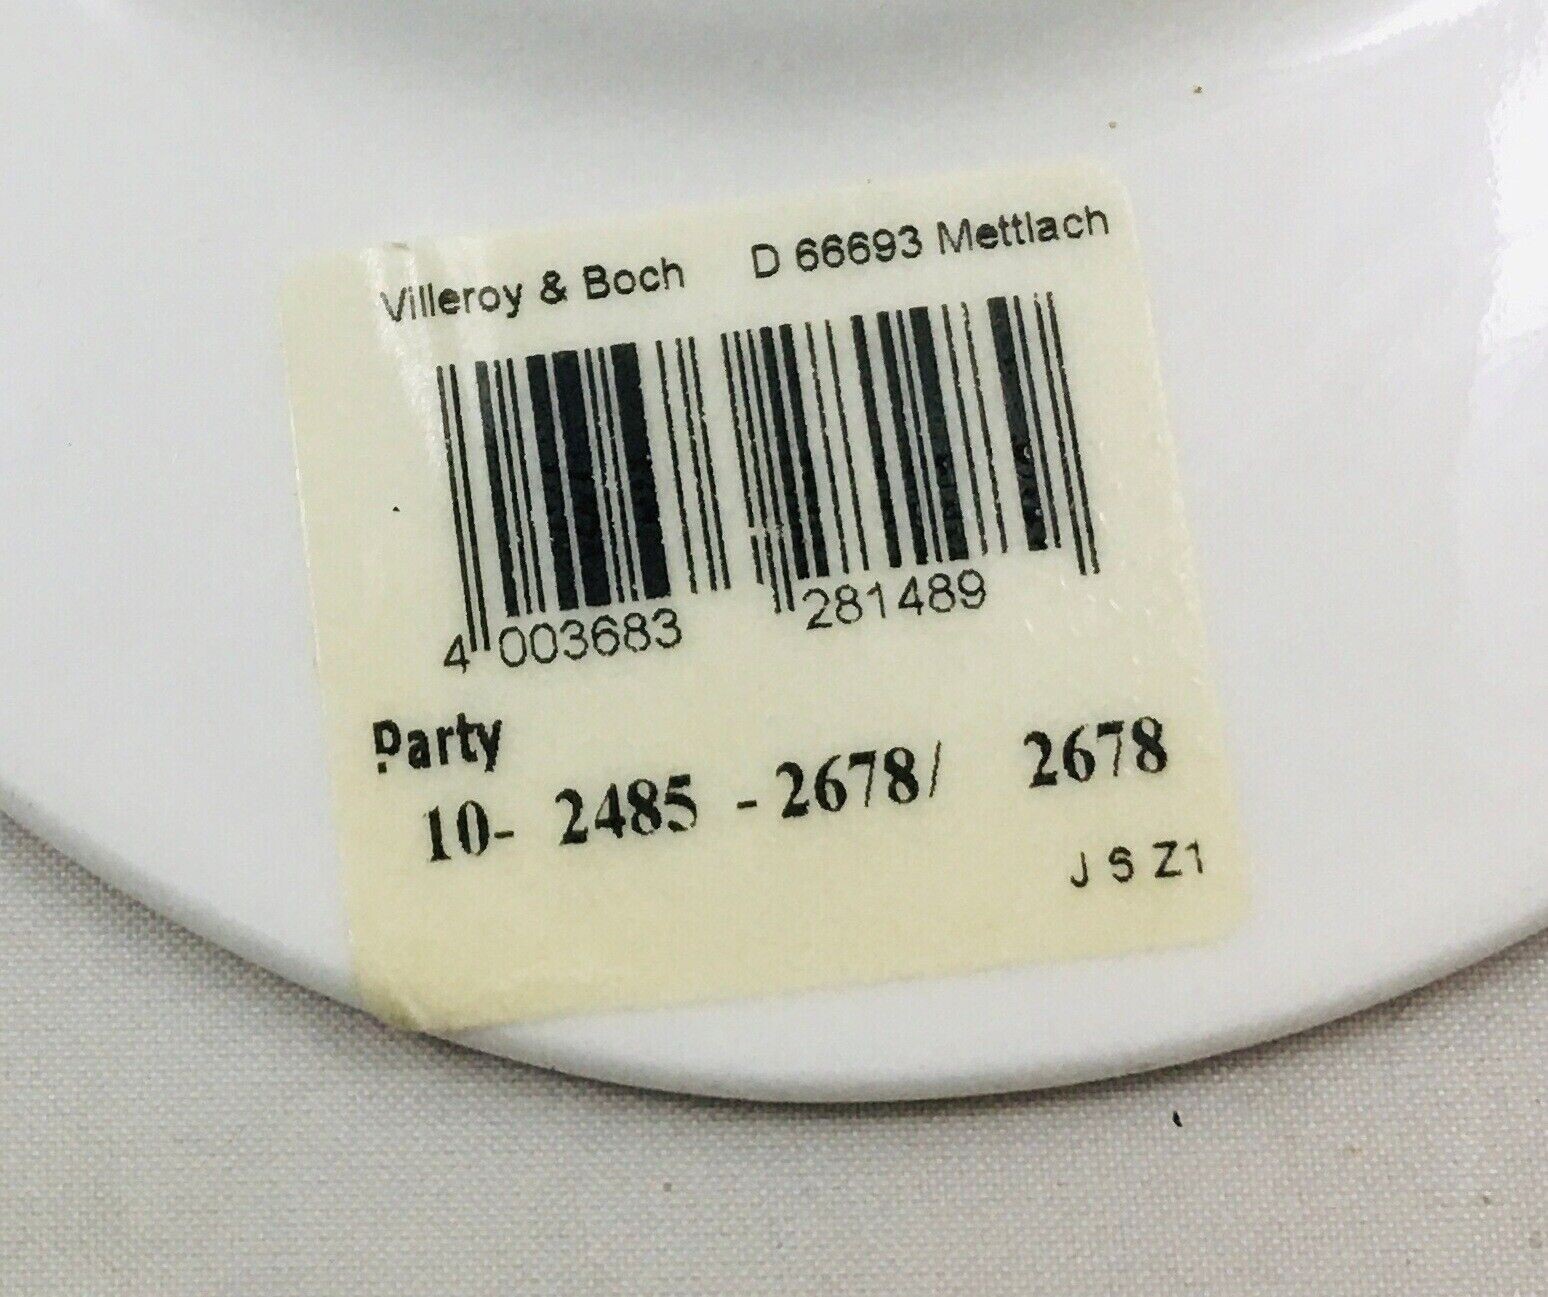 Villeroy & Boch D 66693 Mettlach
4 003683 281489
Party
10- 2485 - 2678/ 2678
J S Z1